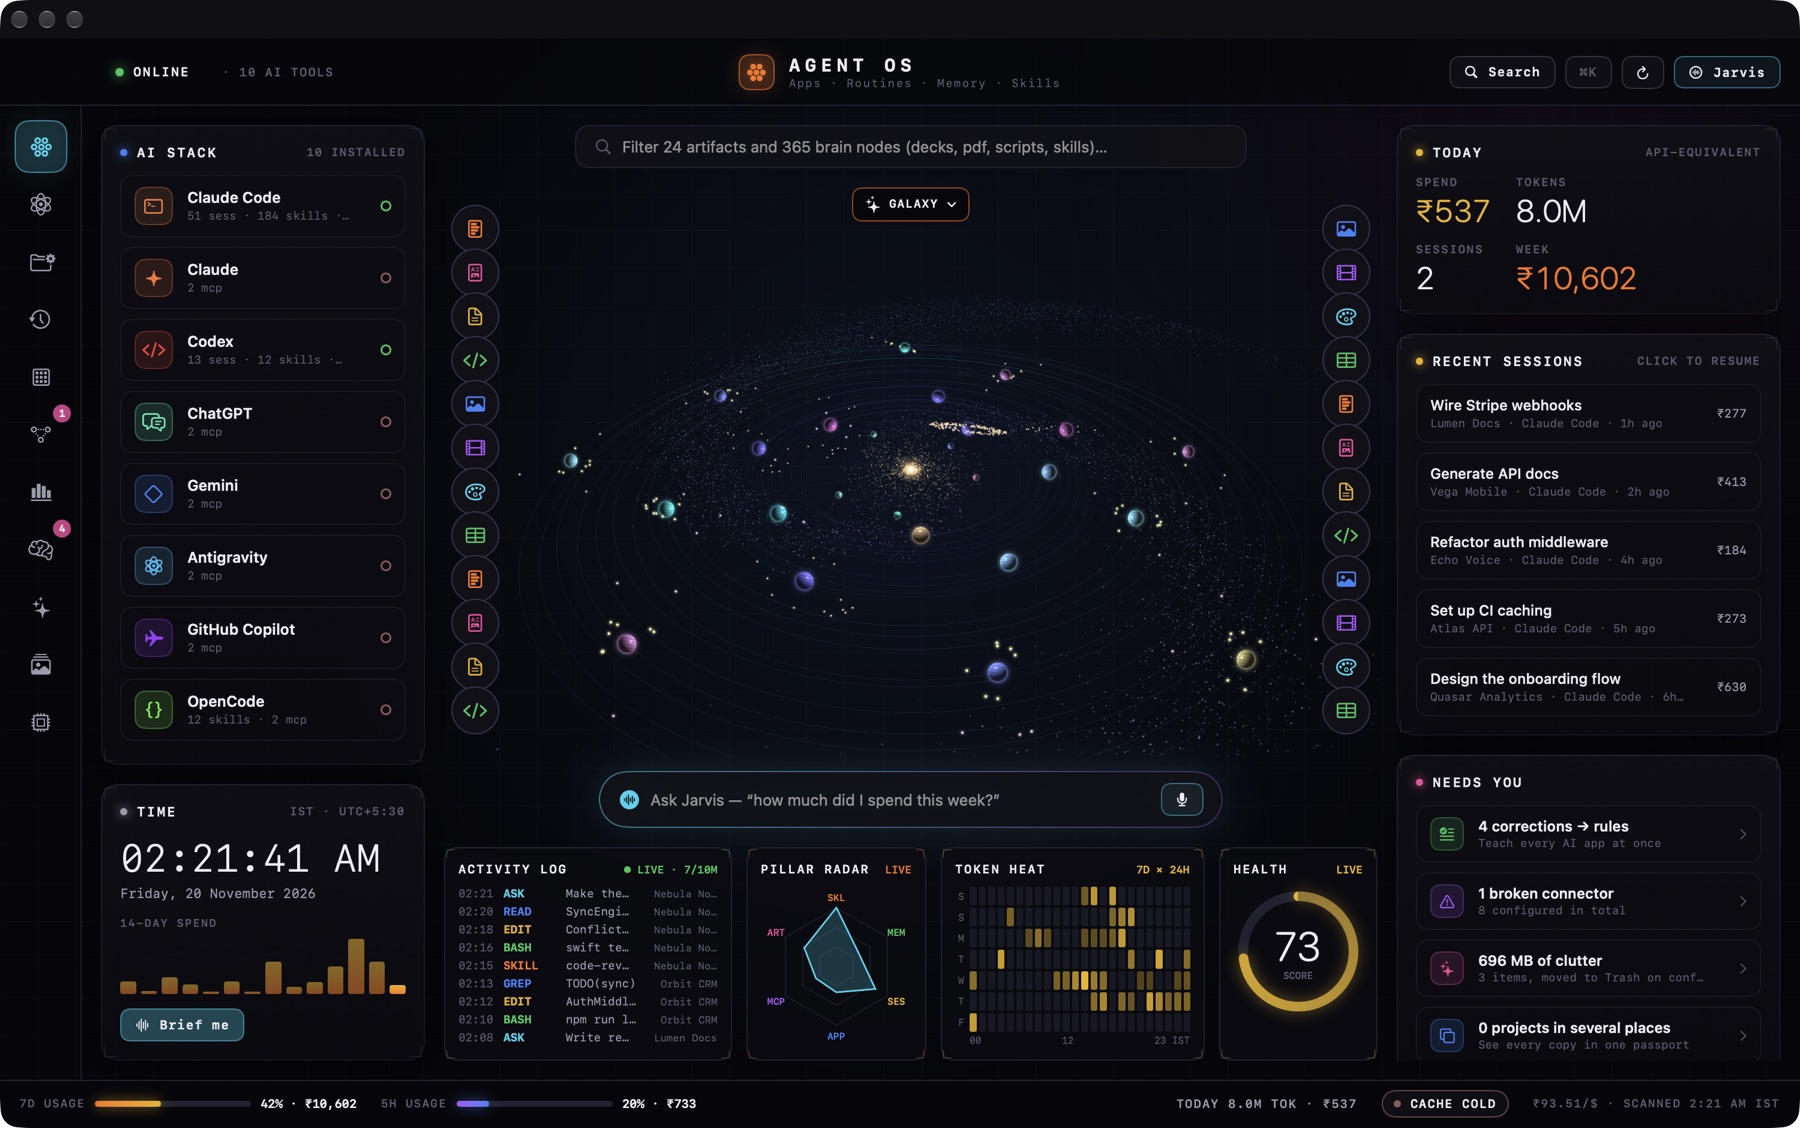 ONLINE · 10 AI TOOLS
AGENT OS
Apps · Routines · Memory · Skills
Search
⌘K
Jarvis
AI STACK 10 INSTALLED
Claude Code
51 sess · 184 skills ·…
Claude
2 mcp
Codex
13 sess · 12 skills ·…
ChatGPT
2 mcp
Gemini
2 mcp
Antigravity
2 mcp
GitHub Copilot
2 mcp
OpenCode
12 skills · 2 mcp
1
4
TIME IST · UTC+5:30
02:21:41 AM
Friday, 20 November 2026
14-DAY SPEND
Brief me
Filter 24 artifacts and 365 brain nodes (decks, pdf, scripts, skills)...
GALAXY
Ask Jarvis — “how much did I spend this week?”
ACTIVITY LOG LIVE · 7/10M
02:21 ASK Make the… Nebula No…
02:20 READ SyncEngi… Nebula No…
02:18 EDIT Conflict… Nebula No…
02:16 BASH swift te… Nebula No…
02:15 SKILL code-rev… Nebula No…
02:13 GREP TODO(sync) Orbit CRM
02:12 EDIT AuthMiddl… Orbit CRM
02:10 BASH npm run l… Orbit CRM
02:08 ASK Write re… Lumen Docs
PILLAR RADAR LIVE
SKL
ART MEM
MCP SES
APP
TOKEN HEAT 7D × 24H
S
S
M
T
W
T
F
00 12 23 IST
HEALTH LIVE
73
SCORE
TODAY API-EQUIVALENT
SPEND TOKENS
₹537 8.0M
SESSIONS WEEK
2 ₹10,602
RECENT SESSIONS CLICK TO RESUME
Wire Stripe webhooks
Lumen Docs · Claude Code · 1h ago
₹277
Generate API docs
Vega Mobile · Claude Code · 2h ago
₹413
Refactor auth middleware
Echo Voice · Claude Code · 4h ago
₹184
Set up CI caching
Atlas API · Claude Code · 5h ago
₹273
Design the onboarding flow
Quasar Analytics · Claude Code · 6h…
₹630
NEEDS YOU
4 corrections → rules
Teach every AI app at once
1 broken connector
8 configured in total
696 MB of clutter
3 items, moved to Trash on conf…
0 projects in several places
See every copy in one passport
7D USAGE 42% · ₹10,602 5H USAGE 20% · ₹733
TODAY 8.0M TOK · ₹537 CACHE COLD ₹93.51/$ · SCANNED 2:21 AM IST